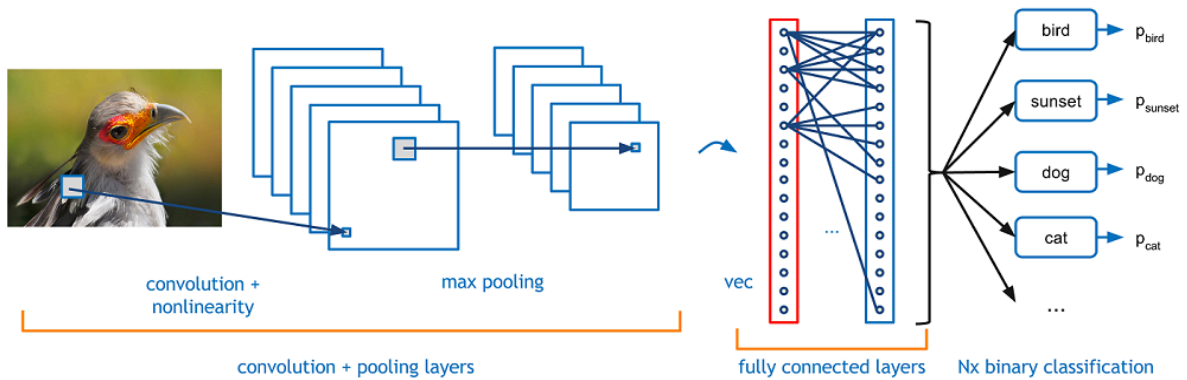 bird
p_bird
sunset
p_sunset
dog
p_dog
cat
p_cat
...
...
convolution +
nonlinearity
max pooling
vec
convolution + pooling layers
fully connected layers
Nx binary classification